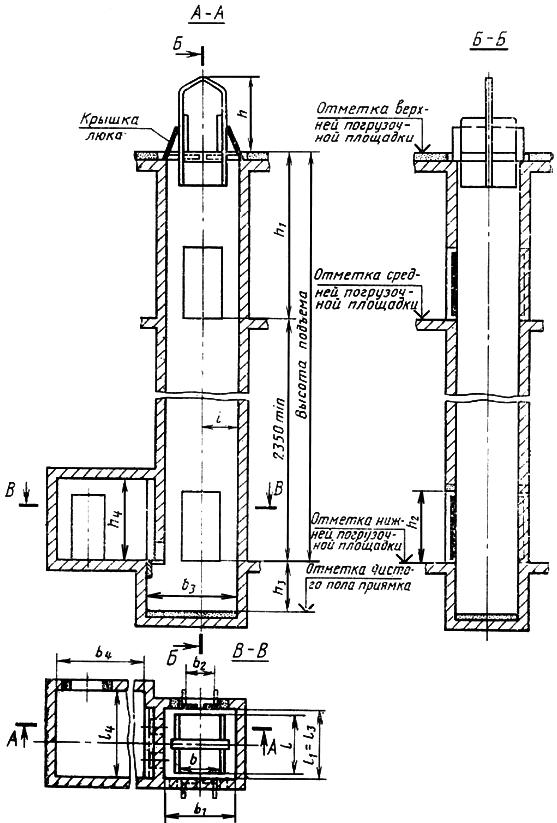 А-А
Б
Крышка
люка
h
h1
Высота подъема
2350 min
i
В
В
h4
b3
h3
Б
Б-Б
Отметка верх-
ней погрузоч-
ной площадки
Отметка сред-
ней погрузоч-
ной площадки
h2
Отметка ниж-
ней погрузоч-
ной площадки
Отметка чисто-
го пола приямка
В-В
b4
b2
А
l4
А
b
l
l1=l3
b1